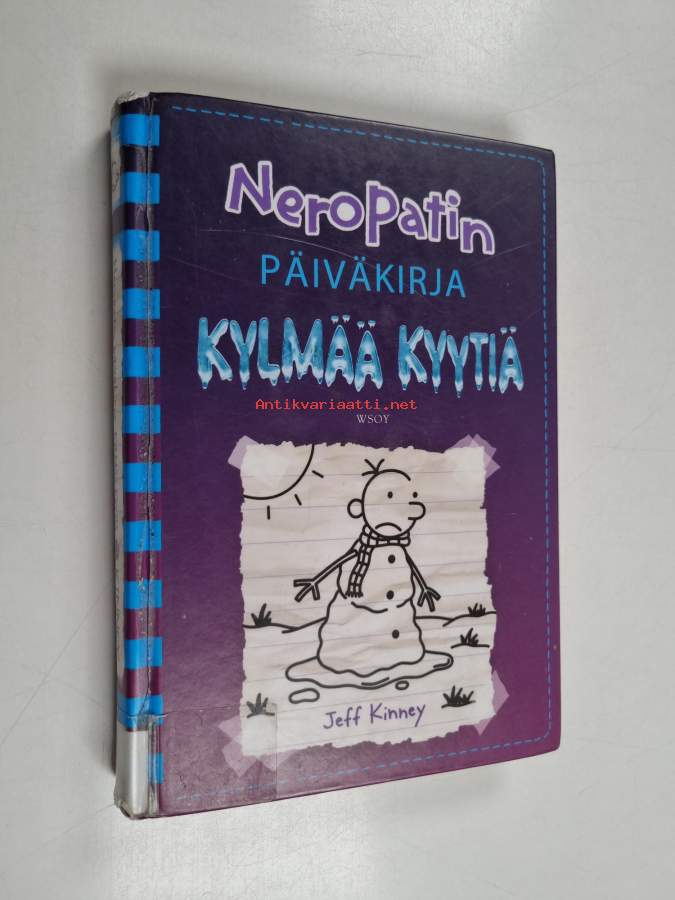 NeroPatin
PÄIVÄKIRJA
KYLMÄÄ KYYTIÄ
Antikvariaatti.net
WSOY
Jeff Kinney